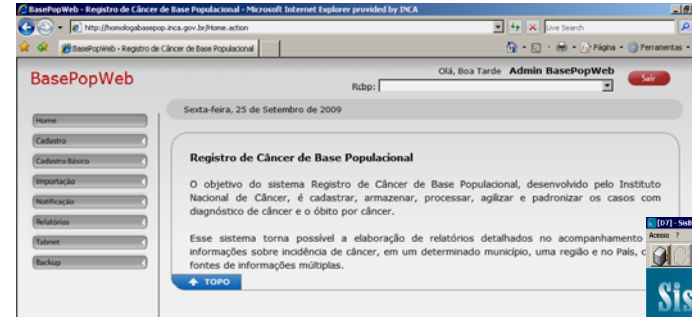 BasePopWeb - Registro de Câncer de Base Populacional - Microsoft Internet Explorer provided by INCA
http://homologabasepop.inca.gov.br/Home.action
Live Search
BasePopWeb - Registro de Câncer de Base Populacional
Página
Ferramentas
BasePopWeb
Olá, Boa Tarde Admin BasePopWeb
Sair
Rcbp:
Sexta-feira, 25 de Setembro de 2009
Home
Cadastro
Cadastro Básico
Importação
Notificação
Relatórios
Tabnet
Backup
Registro de Câncer de Base Populacional
O objetivo do sistema Registro de Câncer de Base Populacional, desenvolvido pelo Instituto
Nacional de Câncer, é cadastrar, armazenar, processar, agilizar e padronizar os casos com
diagnóstico de câncer e o óbito por câncer.
Esse sistema torna possível a elaboração de relatórios detalhados no acompanhamento
informações sobre incidência de câncer, em um determinado município, uma região e no País,
fontes de informações múltiplas.
TOPO
[D7] - SisB
Acesso ?
Sis